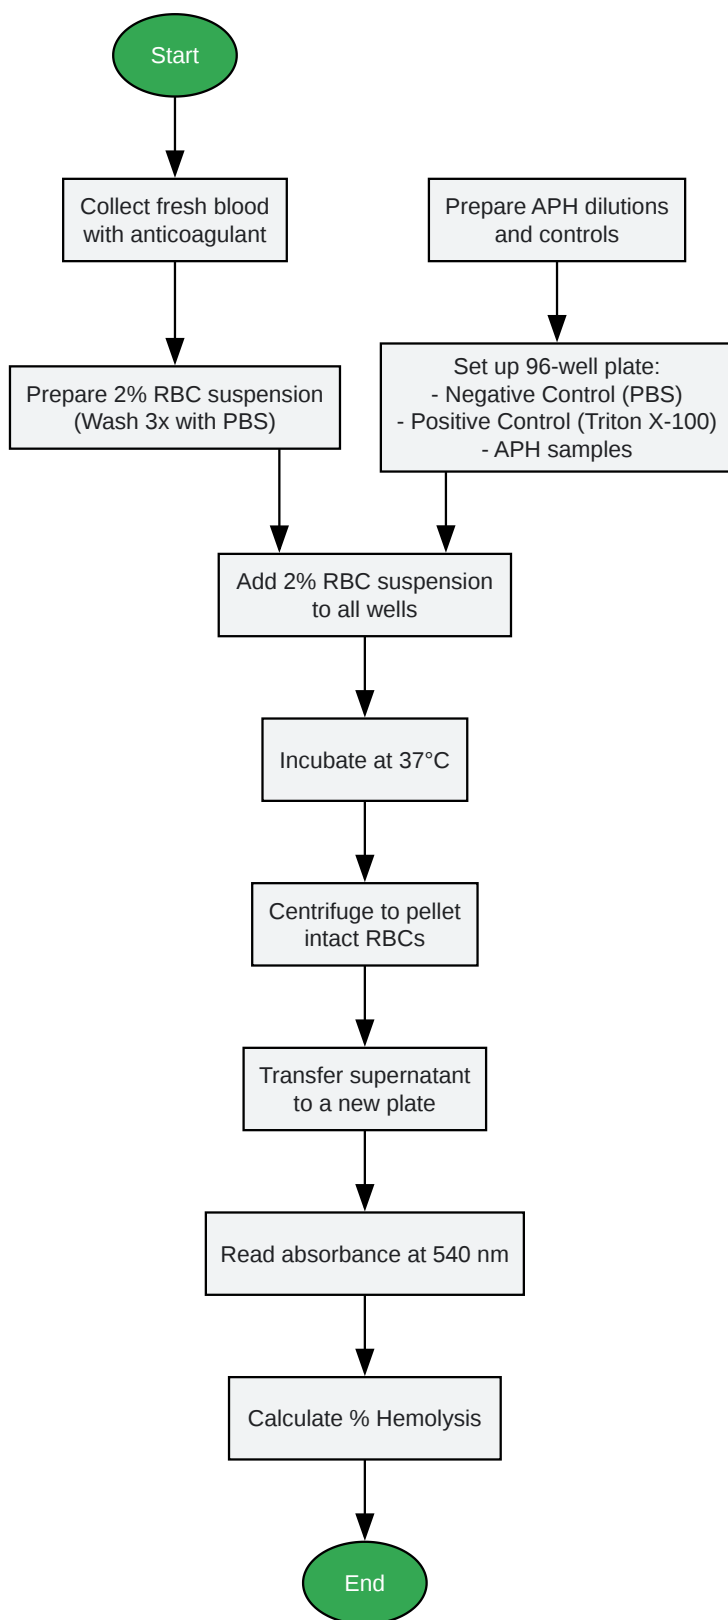 Start
Collect fresh blood
with anticoagulant
Prepare APH dilutions
and controls
Prepare 2% RBC suspension
(Wash 3x with PBS)
Set up 96-well plate:
- Negative Control (PBS)
- Positive Control (Triton X-100)
- APH samples
Add 2% RBC suspension
to all wells
Incubate at 37°C
Centrifuge to pellet
intact RBCs
Transfer supernatant
to a new plate
Read absorbance at 540 nm
Calculate % Hemolysis
End